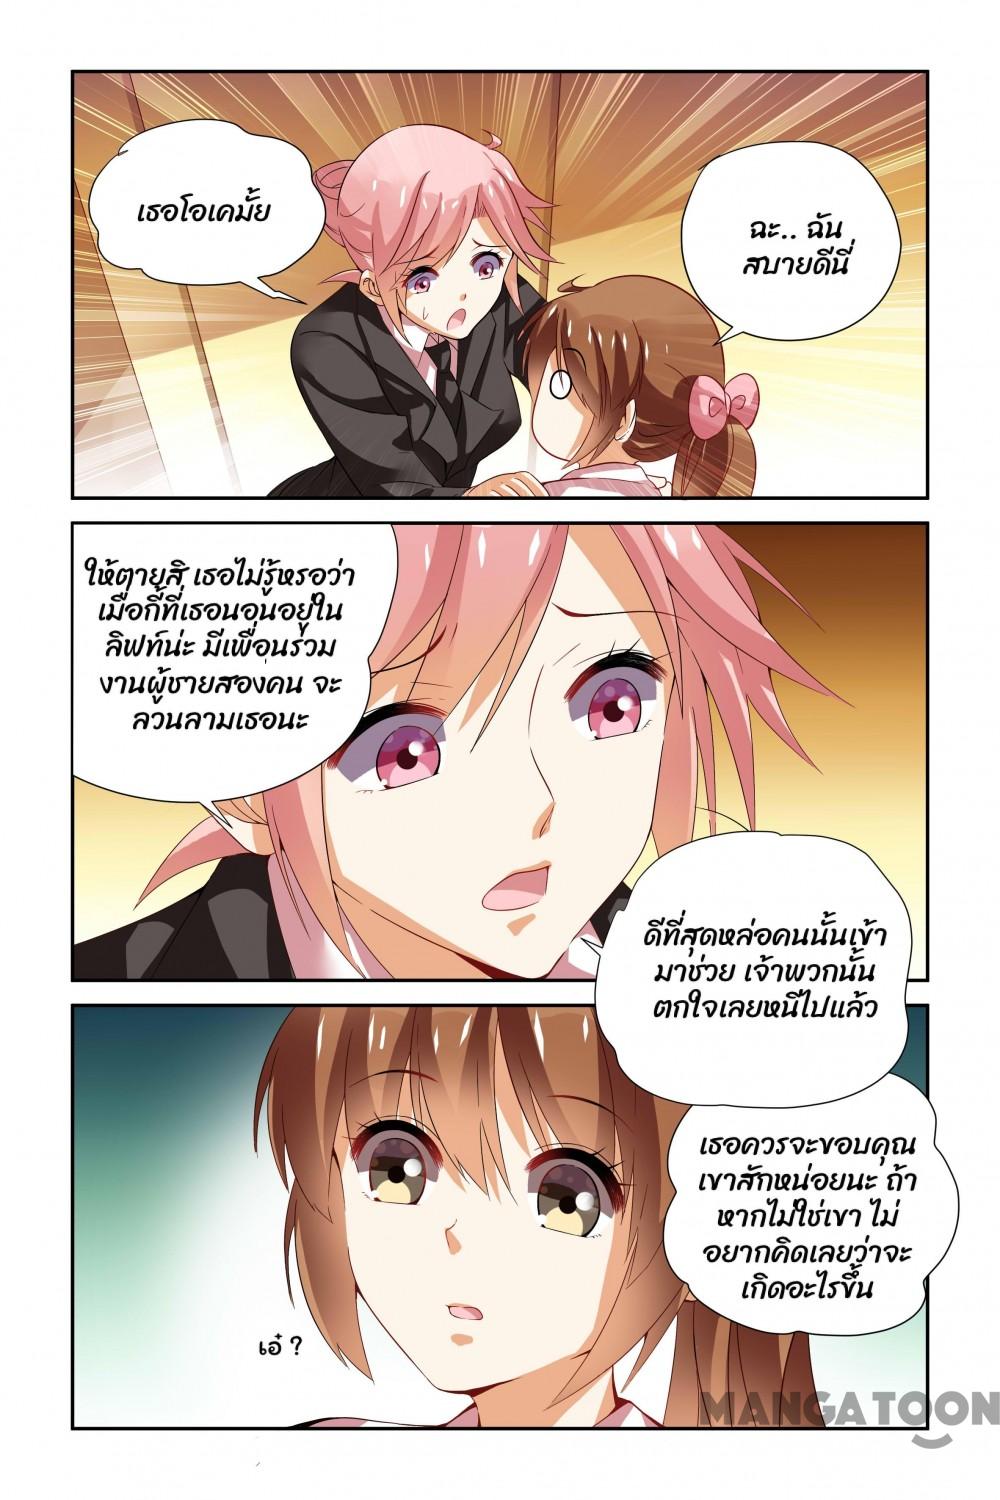 เธอโอเคมั้ย
ฉะ.. ฉัน
สบายดีนี่
ให้ตายสิ เธอไม่รู้หรอว่า
เมื่อกี้ที่เธอนอนอยู่ใน
ลิฟท์น่ะ มีเพื่อนร่วม
งานผู้ชายสองคน จะ
ลวนลามเธอนะ
ดีที่สุดหล่อคนนั้นเข้า
มาช่วย เจ้าพวกนั้น
ตกใจเลยหนีไปแล้ว
เธอควรจะขอบคุณ
เขาสักหน่อยนะ ถ้า
หากไม่ใช่เขา ไม่
อยากคิดเลยว่าจะ
เกิดอะไรขึ้น
เอ๋ ?
MANGATOON